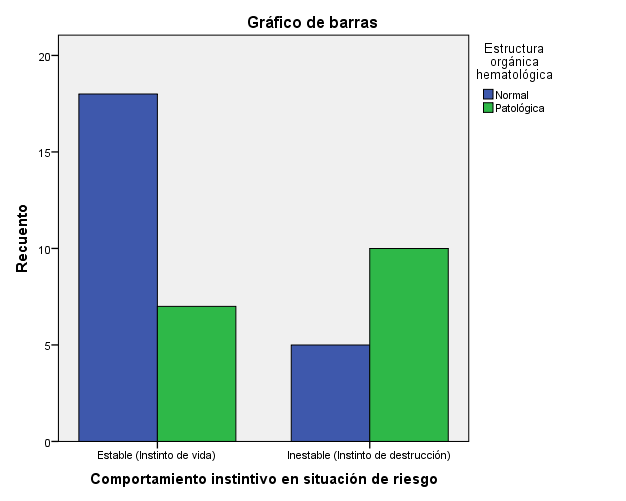 Gráfico de barras
Estructura
orgánica
hematológica
Normal
Patológica
Recuento
20
15
10
5
0
Estable (Instinto de vida)
Inestable (Instinto de destrucción)
Comportamiento instintivo en situación de riesgo